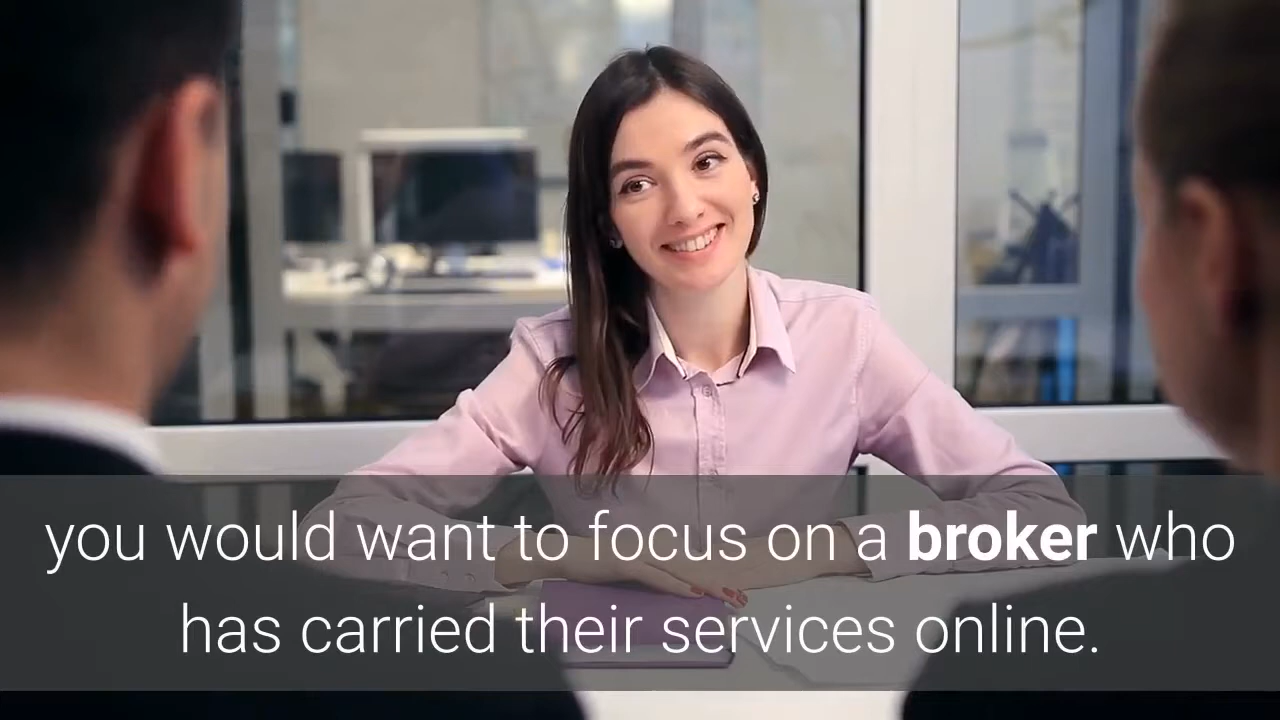 you would want to focus on a broker who
has carried their services online.